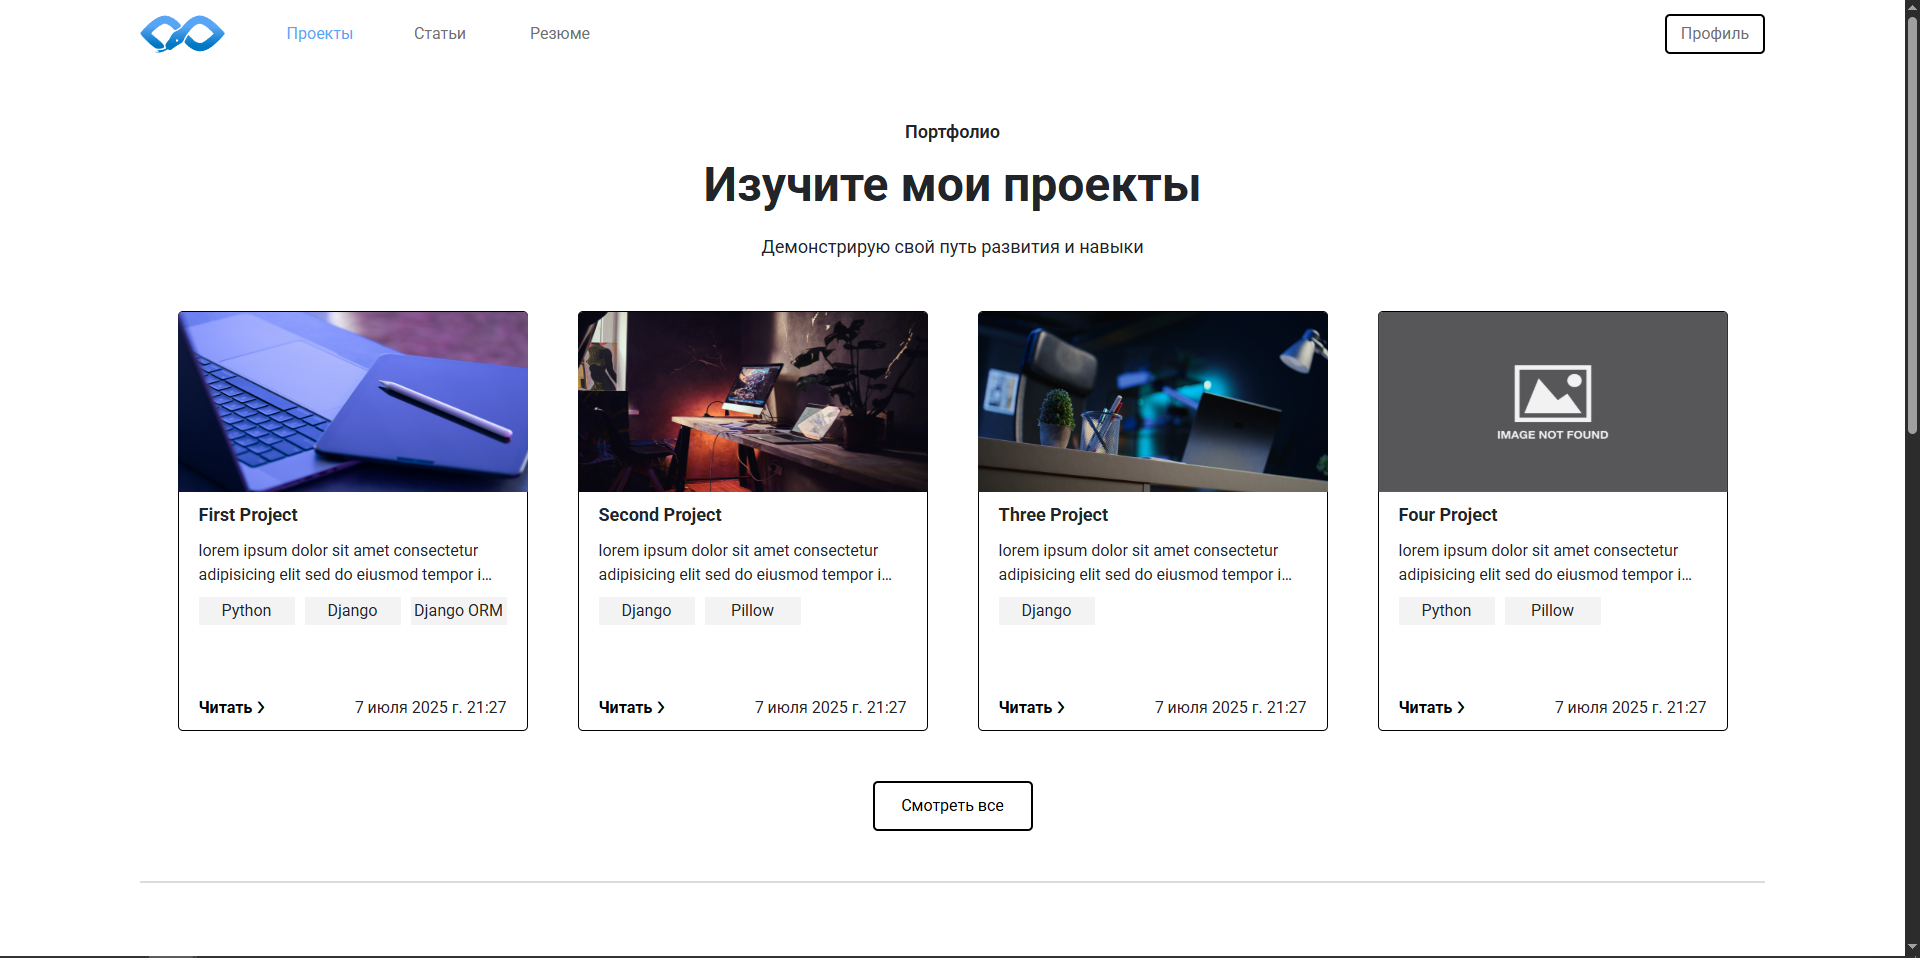 Проекты Статьи Резюме Профиль
Портфолио
Изучите мои проекты
Демонстрирую свой путь развития и навыки
First Project
lorem ipsum dolor sit amet consectetur
adipisicing elit sed do eiusmod tempor i...
Python Django Django ORM
Читать 7 июля 2025 г. 21:27
Second Project
lorem ipsum dolor sit amet consectetur
adipisicing elit sed do eiusmod tempor i...
Django Pillow
Читать 7 июля 2025 г. 21:27
Three Project
lorem ipsum dolor sit amet consectetur
adipisicing elit sed do eiusmod tempor i...
Django
Читать 7 июля 2025 г. 21:27
IMAGE NOT FOUND
Four Project
lorem ipsum dolor sit amet consectetur
adipisicing elit sed do eiusmod tempor i...
Python Pillow
Читать 7 июля 2025 г. 21:27
Смотреть все